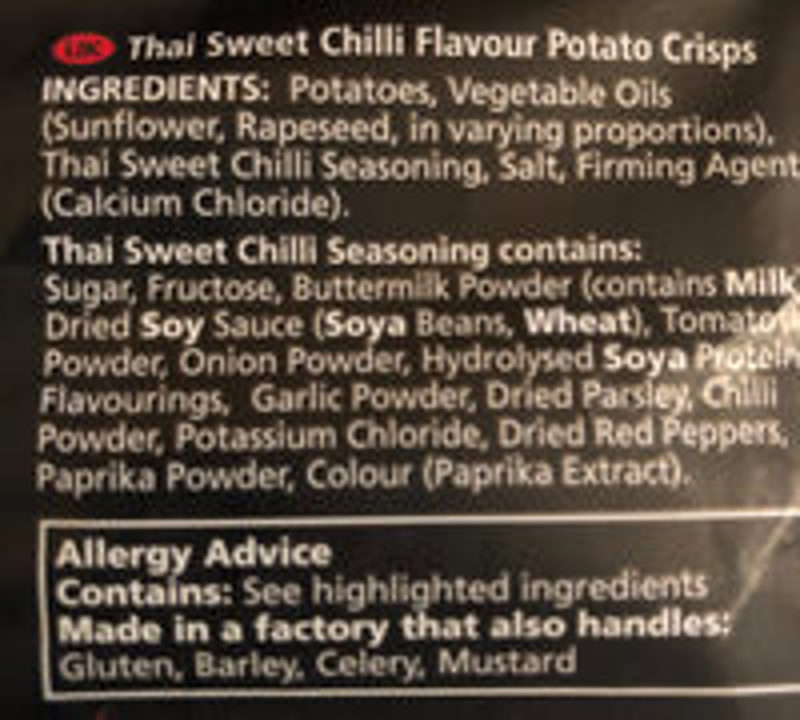 UK Thai Sweet Chilli Flavour Potato Crisps
INGREDIENTS: Potatoes, Vegetable Oils
(Sunflower, Rapeseed, in varying proportions),
Thai Sweet Chilli Seasoning, Salt, Firming Agent
(Calcium Chloride).
Thai Sweet Chilli Seasoning contains:
Sugar, Fructose, Buttermilk Powder (contains Milk)
Dried Soy Sauce (Soya Beans, Wheat), Tomato
Powder, Onion Powder, Hydrolysed Soya Protein
Flavourings, Garlic Powder, Dried Parsley, Chilli
Powder, Potassium Chloride, Dried Red Peppers,
Paprika Powder, Colour (Paprika Extract).
Allergy Advice
Contains: See highlighted ingredients
Made in a factory that also handles:
Gluten, Barley, Celery, Mustard